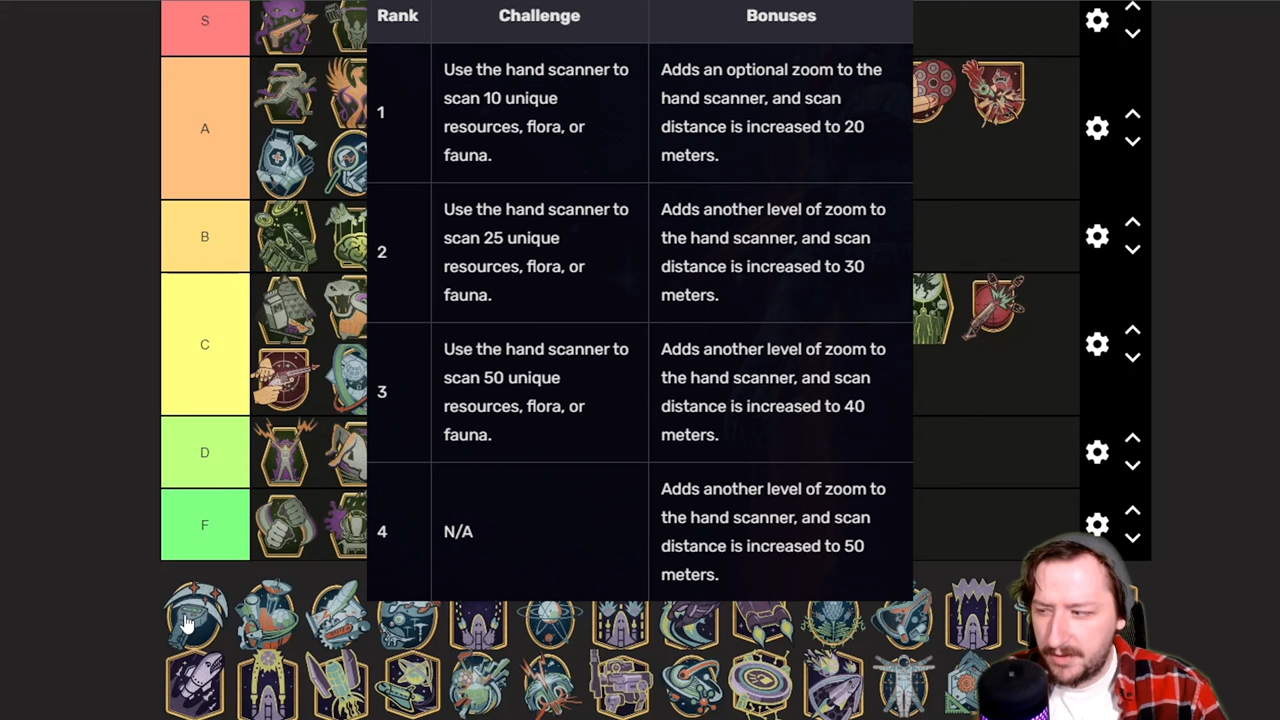 S
A
B
C
D
F
Rank Challenge Bonuses
1
Use the hand scanner to
scan 10 unique
resources, flora, or
fauna.
Adds an optional zoom to the
hand scanner, and scan
distance is increased to 20
meters.
2
Use the hand scanner to
scan 25 unique
resources, flora, or
fauna.
Adds another level of zoom to
the hand scanner, and scan
distance is increased to 30
meters.
3
Use the hand scanner to
scan 50 unique
resources, flora, or
fauna.
Adds another level of zoom to
the hand scanner, and scan
distance is increased to 40
meters.
4
N/A
Adds another level of zoom to
the hand scanner, and scan
distance is increased to 50
meters.